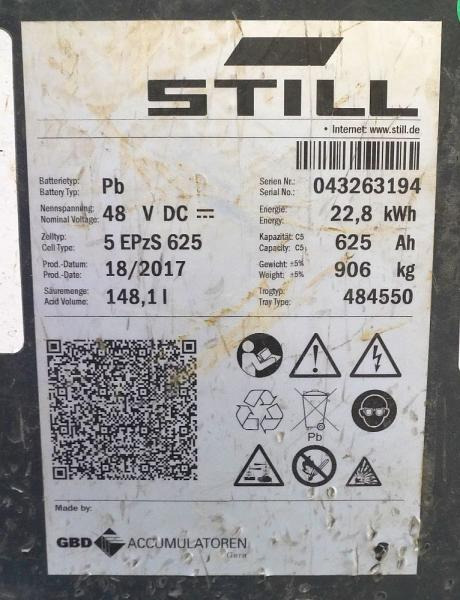 STILL
• Internet: www.still.de
Batterietyp: Pb
Battery Typ:
Serien Nr.: 043263194
Serial No.:
Nennspannung: 48 V DC
Nominal Voltage:
Energie: 22,8 kWh
Energy:
Zelltyp: 5 EPzS 625
Cell Type:
Kapazität: C5 625 Ah
Capacity: C5
Prod.-Datum: 18/2017
Prod.-Date:
Gewicht: ±5% 906 kg
Weight: ±5%
Säuremenge: 148,1 l
Acid Volume:
Trogtyp: 484550
Tray Type:
Pb
Made by:
GBD ACCUMULATOREN
Gera